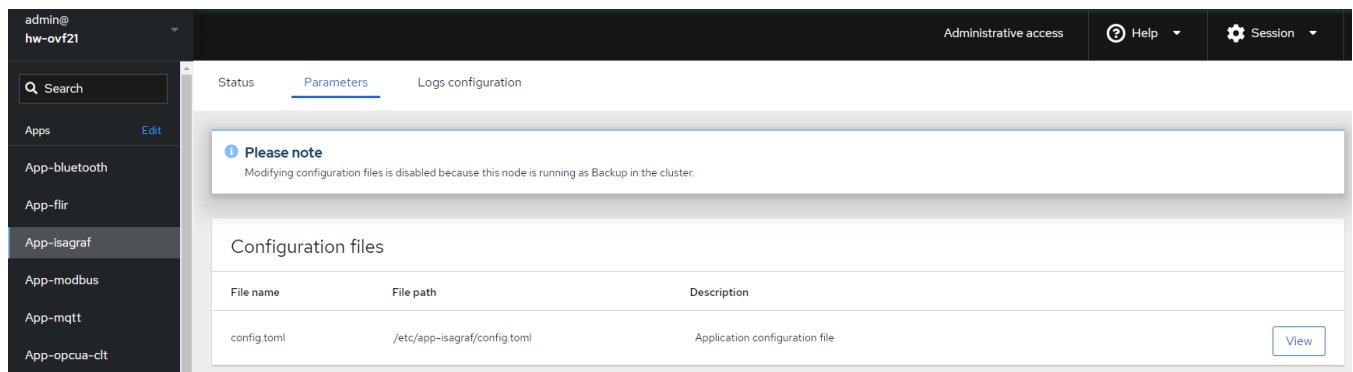 admin@
hw-ovf21
Administrative access
Help
Session
Search
Apps Edit
App-bluetooth
App-flir
App-isagraf
App-modbus
App-mqtt
App-opcua-clt
Status Parameters Logs configuration
Please note
Modifying configuration files is disabled because this node is running as Backup in the cluster.
Configuration files
File name File path Description
config.toml /etc/app-isagraf/config.toml Application configuration file View